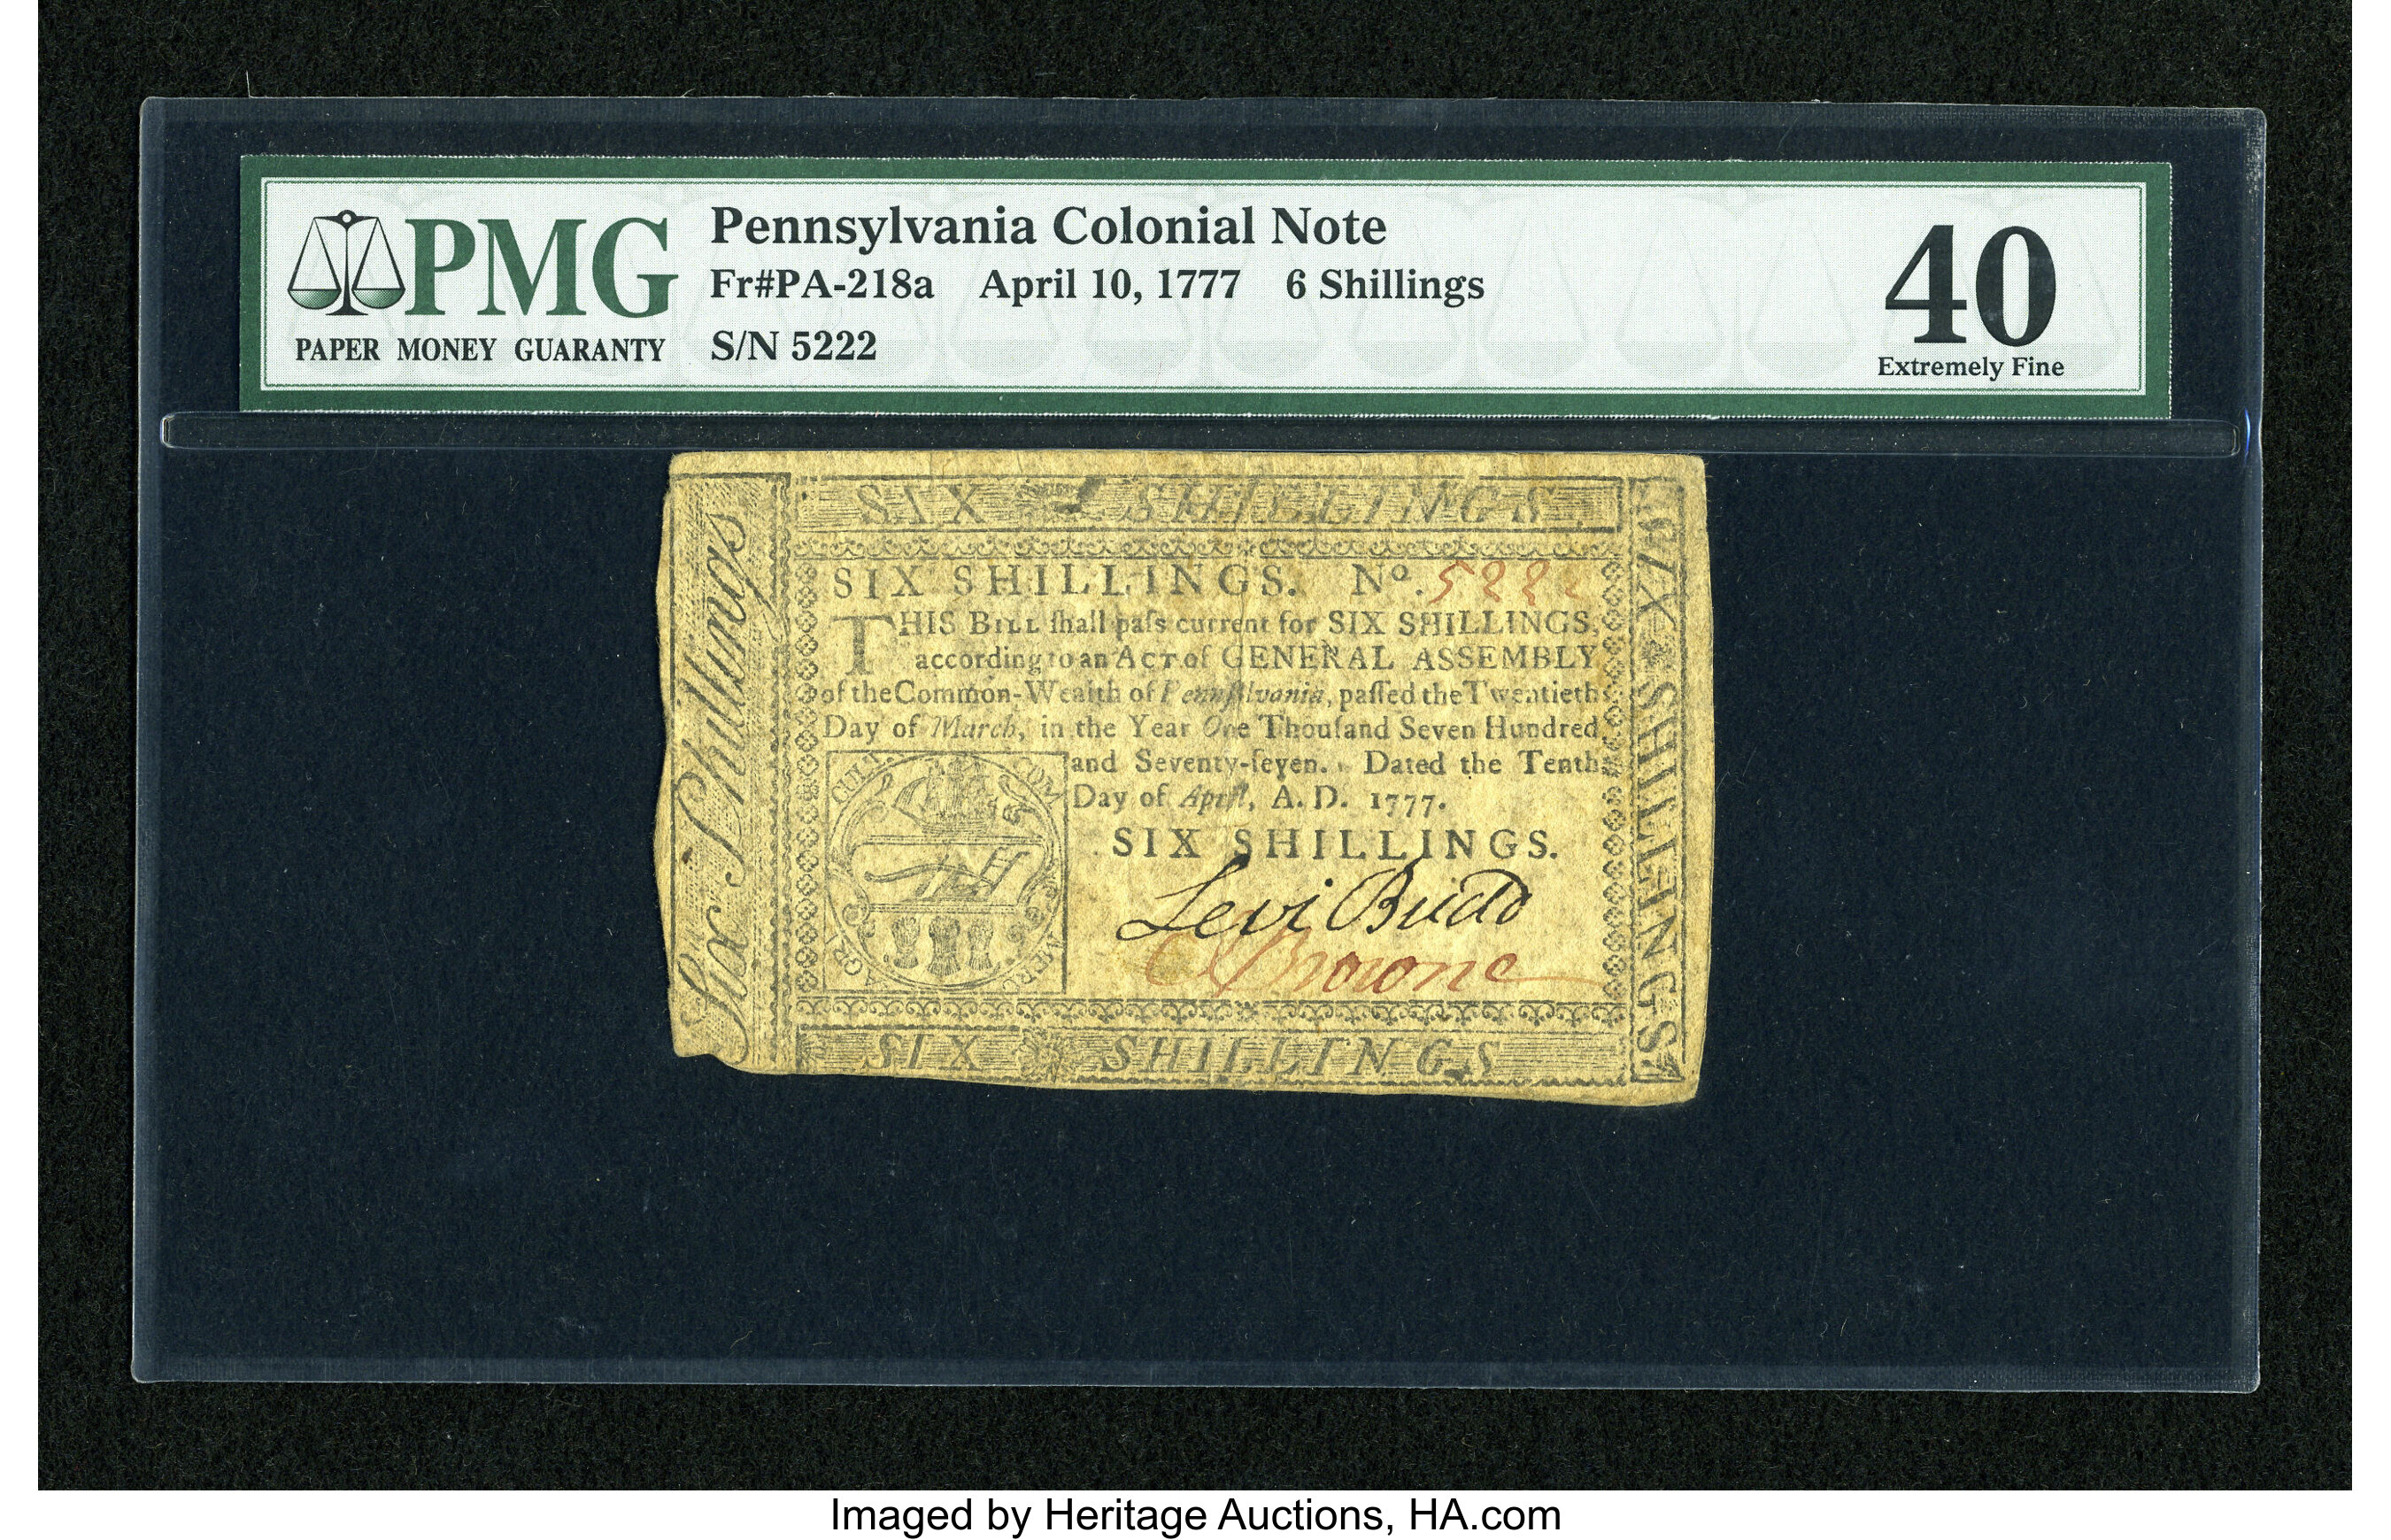 PMG
PAPER MONEY GUARANTY
Pennsylvania Colonial Note
Fr#PA-218a April 10, 1777 6 Shillings
S/N 5222
40
Extremely Fine
SIX SHILLINGS
Six Shillings
SIX SHILLINGS
SIX SHILLINGS. No. 5222
THIS BILL ſhall paſs current for SIX SHILLINGS,
according to an ACT of GENERAL ASSEMBLY
of the Common-Wealth of Pennſylvania, paſſed the Twentieth
Day of March, in the Year One Thouſand Seven Hundred
and Seventy-ſeven. Dated the Tenth
Day of April, A. D. 1777.
SIX SHILLINGS.
Levi Budd
C Browne
SIX SHILLINGS
Imaged by Heritage Auctions, HA.com